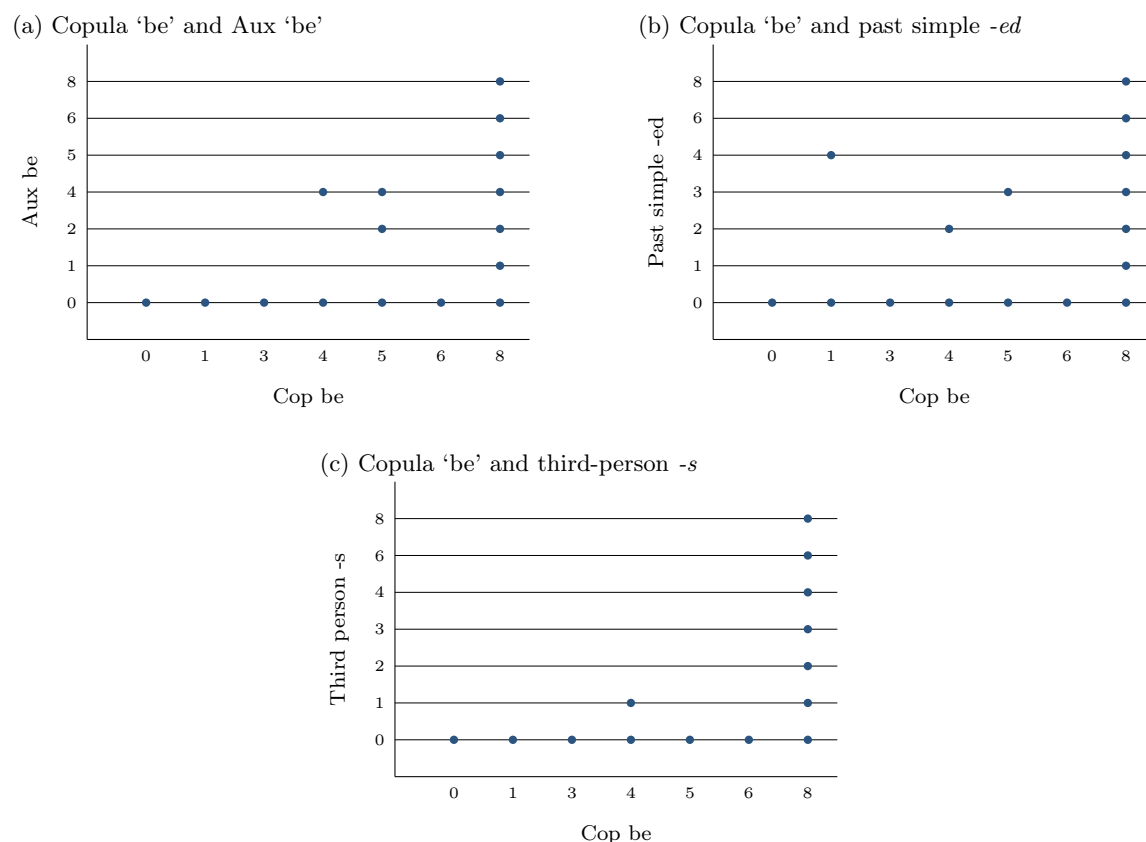 (a) Copula ‘be’ and Aux ‘be’
8
6
5
4
2
1
0
Aux be
0 1 3 4 5 6 8
Cop be
(b) Copula ‘be’ and past simple -ed
8
6
4
3
2
1
0
Past simple -ed
0 1 3 4 5 6 8
Cop be
(c) Copula ‘be’ and third-person -s
8
6
4
3
2
1
0
Third person -s
0 1 3 4 5 6 8
Cop be